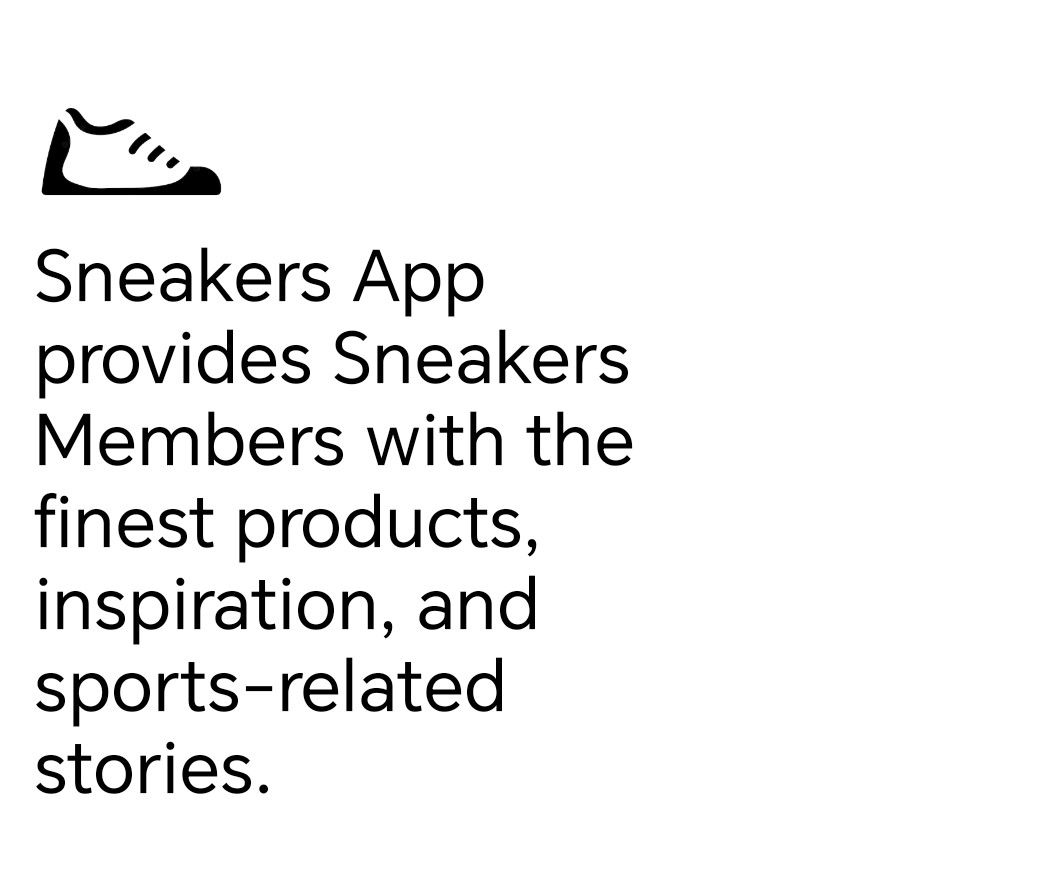 Sneakers App
provides Sneakers
Members with the
finest products,
inspiration, and
sports-related
stories.